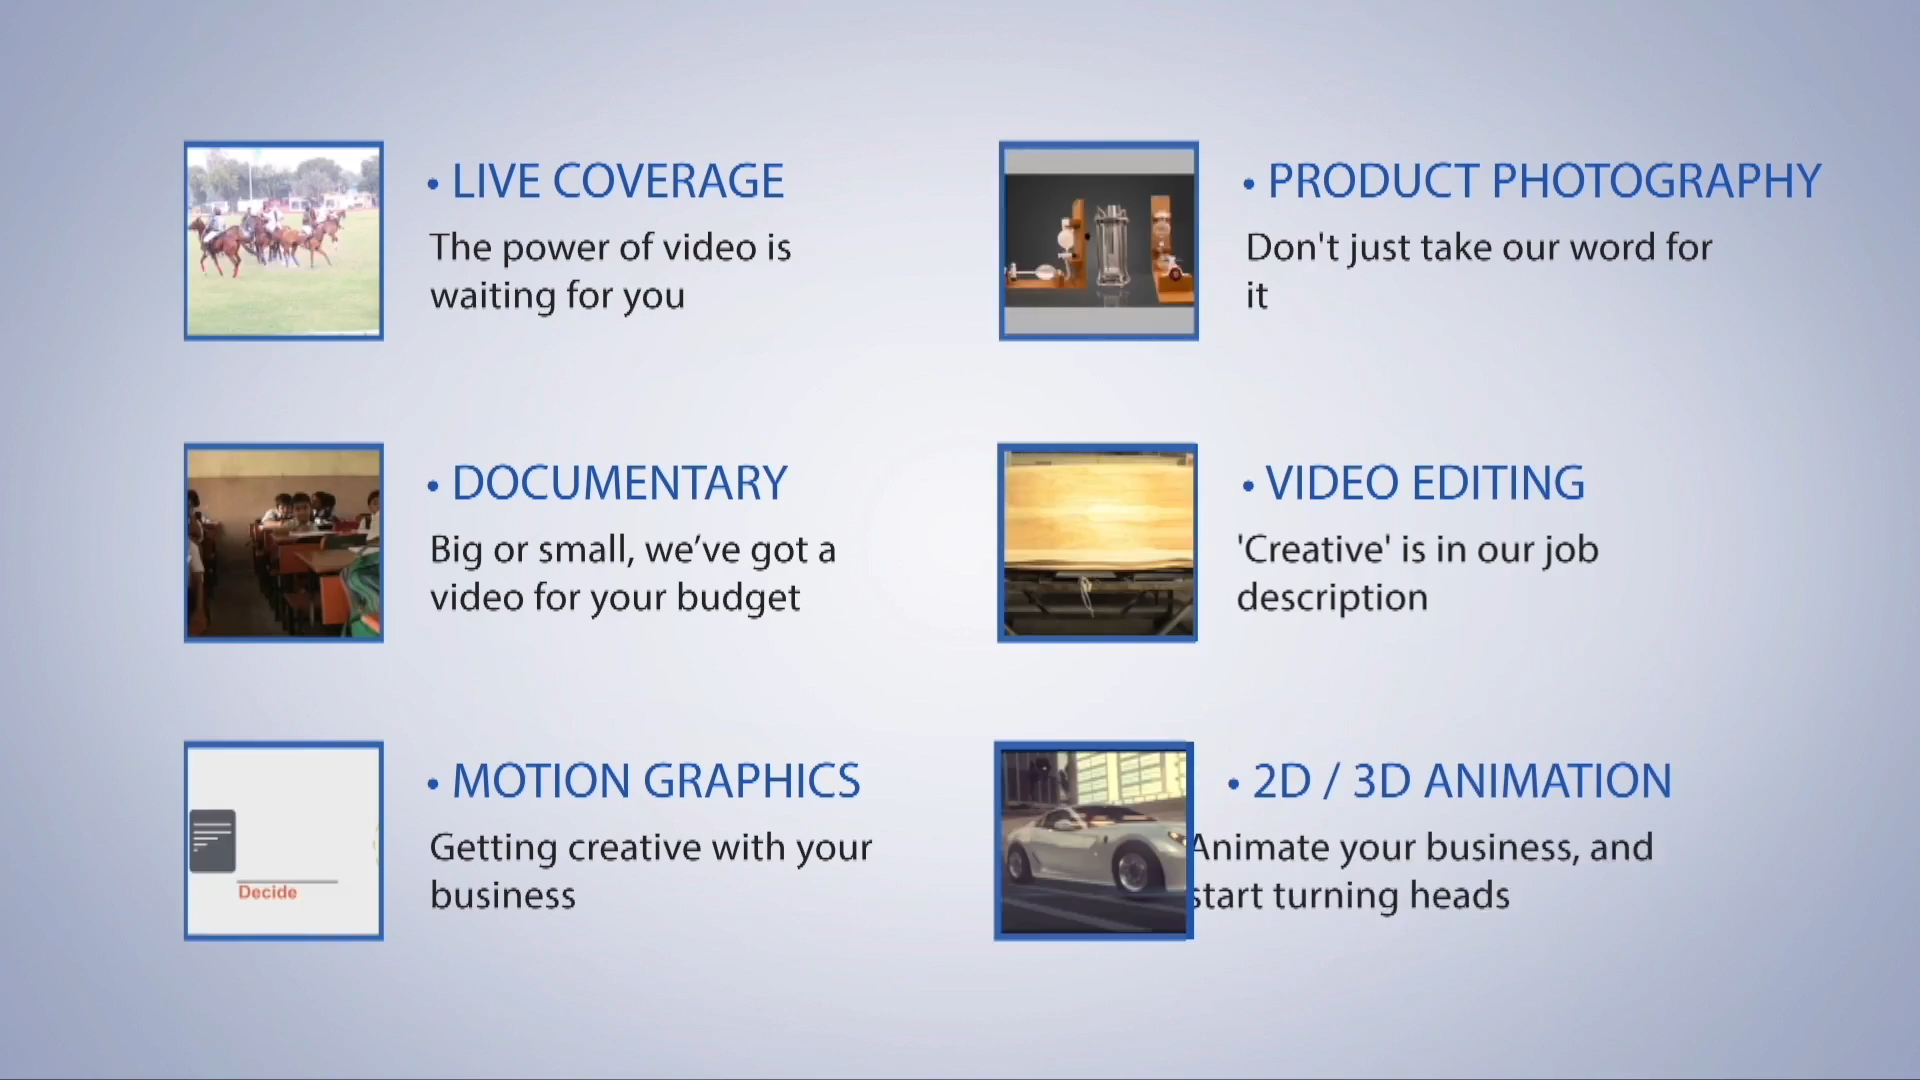 • LIVE COVERAGE
The power of video is
waiting for you
• PRODUCT PHOTOGRAPHY
Don't just take our word for
it
• DOCUMENTARY
Big or small, we’ve got a
video for your budget
• VIDEO EDITING
'Creative' is in our job
description
• MOTION GRAPHICS
Getting creative with your
business
Decide
• 2D / 3D ANIMATION
Animate your business, and
start turning heads